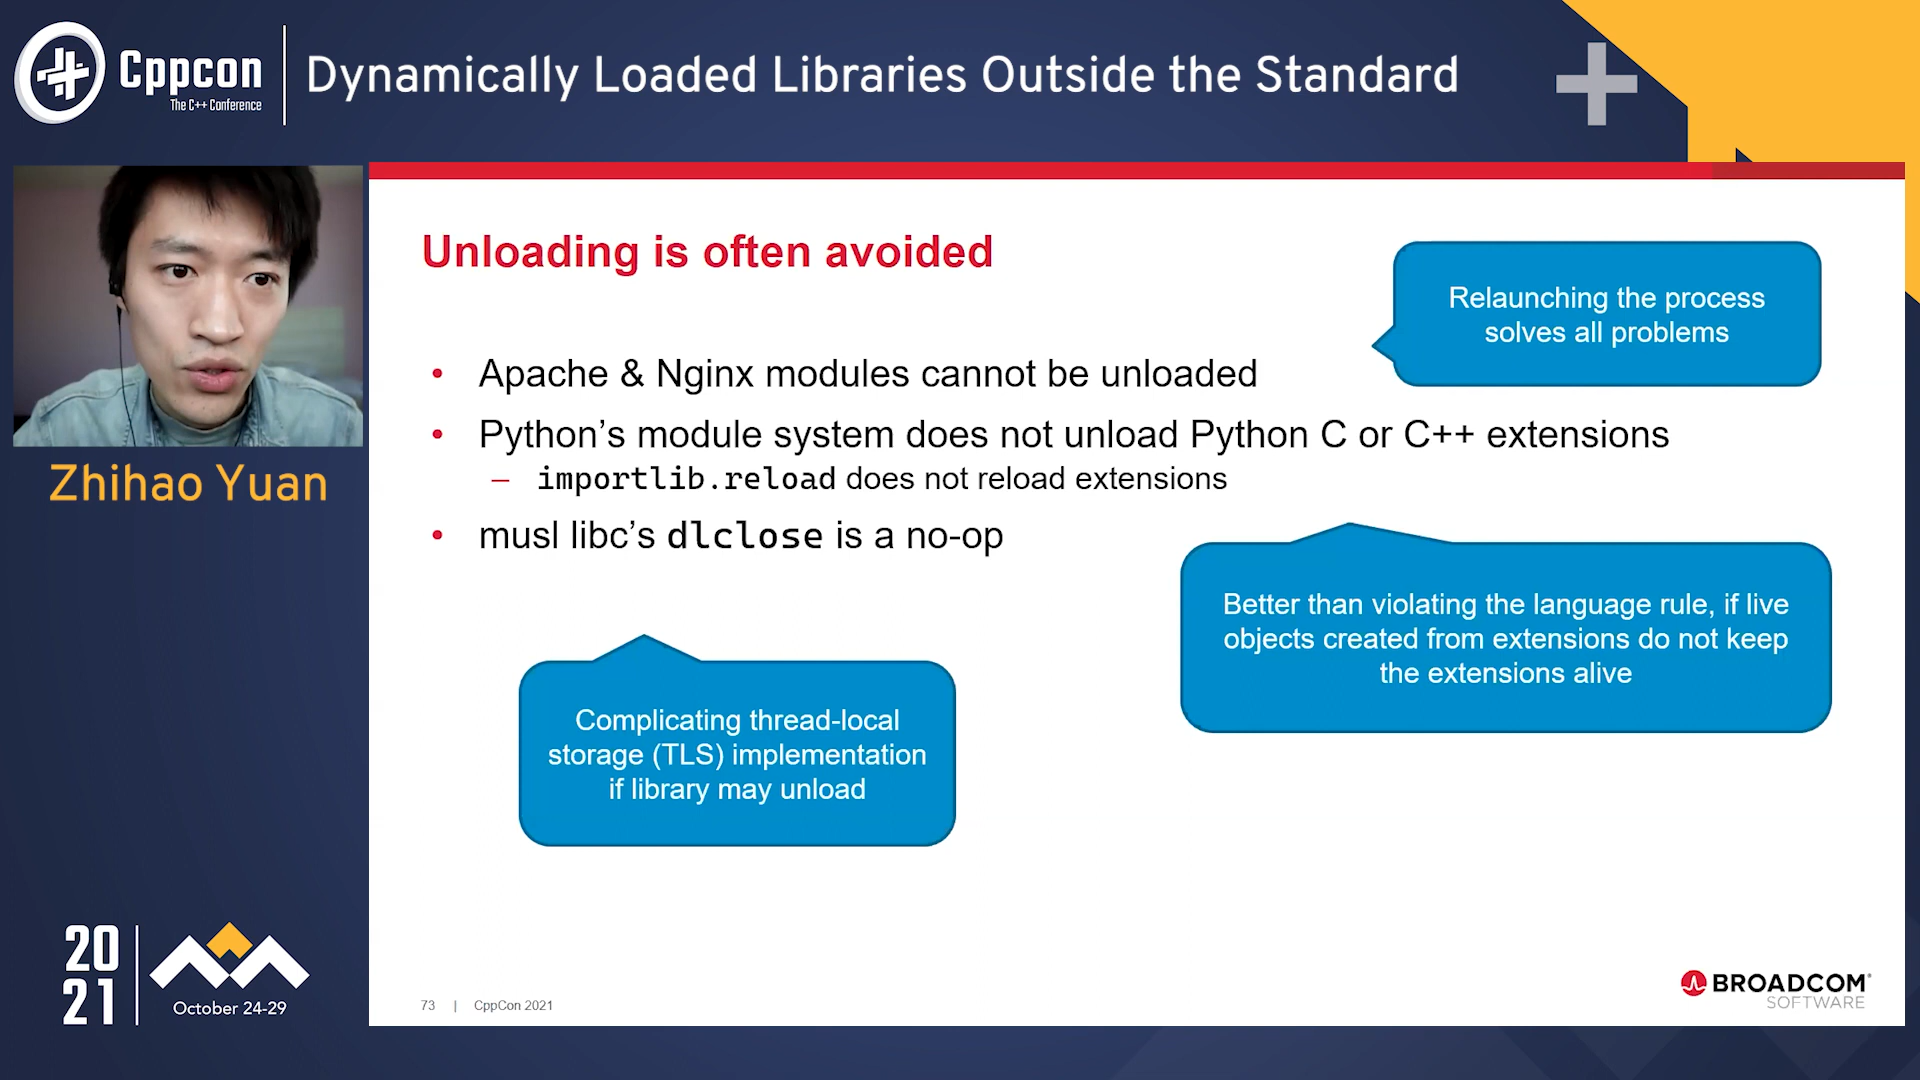 Cppcon
The C++ Conference
Dynamically Loaded Libraries Outside the Standard
Zhihao Yuan
Unloading is often avoided
Relaunching the process
solves all problems
• Apache & Nginx modules cannot be unloaded
• Python’s module system does not unload Python C or C++ extensions
– importlib.reload does not reload extensions
• musl libc’s dlclose is a no-op
Better than violating the language rule, if live
objects created from extensions do not keep
the extensions alive
Complicating thread-local
storage (TLS) implementation
if library may unload
20
21
October 24-29
73 | CppCon 2021
BROADCOM
SOFTWARE